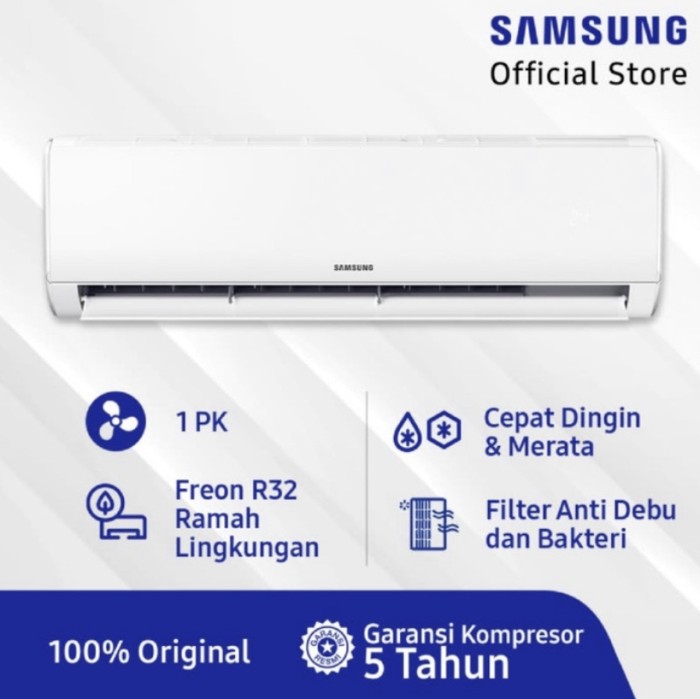 SAMSUNG
Official Store
SAMSUNG
1 PK
Freon R32
Ramah
Lingkungan
Cepat Dingin
& Merata
Filter Anti Debu
dan Bakteri
100% Original
GARANSI
RESMI
Garansi Kompresor
5 Tahun